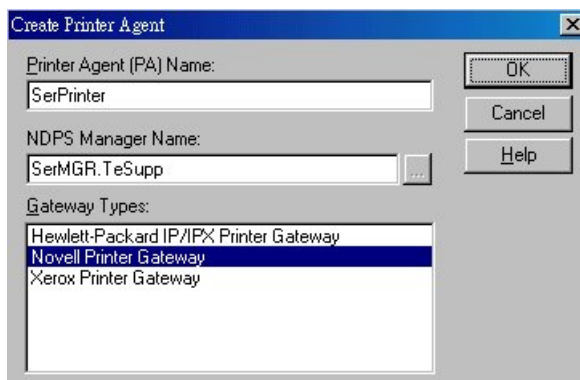 Create Printer Agent
Printer Agent (PA) Name:
SerPrinter
NDPS Manager Name:
SerMGR.TeSupp
...
Gateway Types:
Hewlett-Packard IP/IPX Printer Gateway
Novell Printer Gateway
Xerox Printer Gateway
OK
Cancel
Help